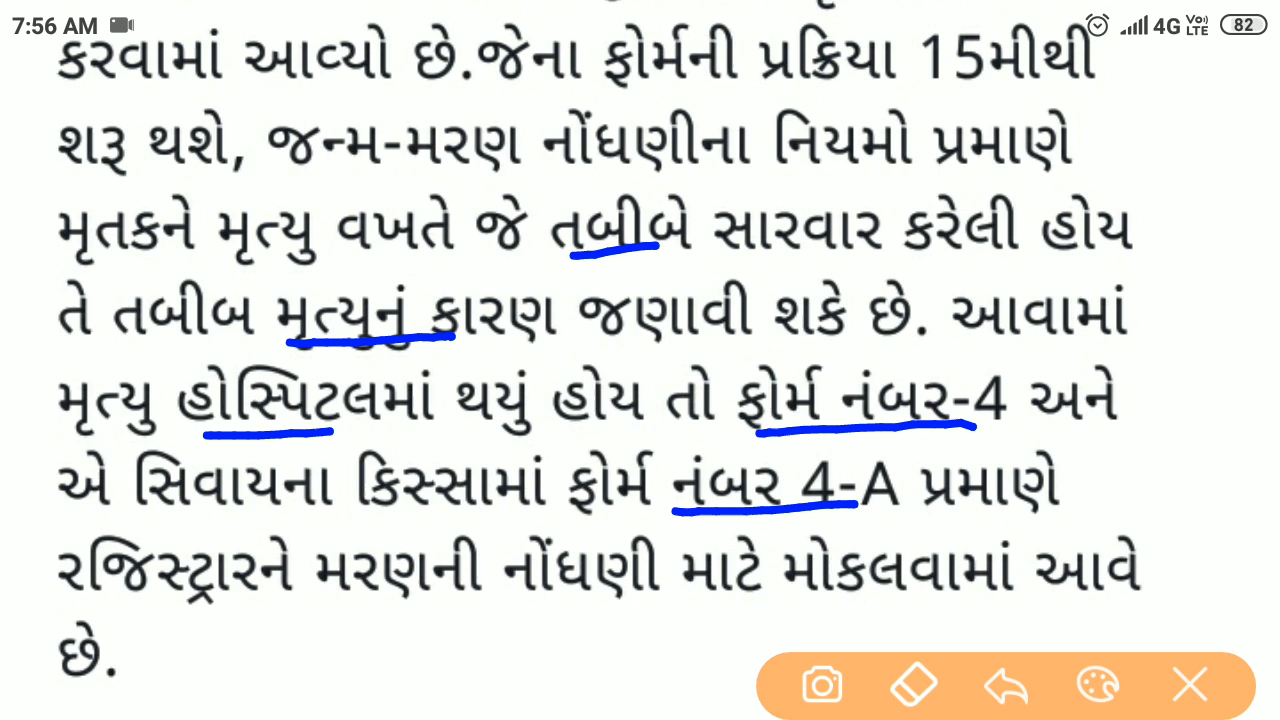 7:56 AM 4G VoLTE 82
કરવામાં આવ્યો છે.જેના ફોર્મની પ્રક્રિયા 15મીથી
શરૂ થશે, જન્મ-મરણ નોંધણીના નિયમો પ્રમાણે
મૃતકને મૃત્યુ વખતે જે તબીબે સારવાર કરેલી હોય
તે તબીબ મૃત્યુનું કારણ જણાવી શકે છે. આવામાં
મૃત્યુ હોસ્પિટલમાં થયું હોય તો ફોર્મ નંબર-4 અને
એ સિવાયના કિસ્સામાં ફોર્મ નંબર 4-A પ્રમાણે
રજિસ્ટ્રારને મરણની નોંધણી માટે મોકલવામાં આવે
છે.